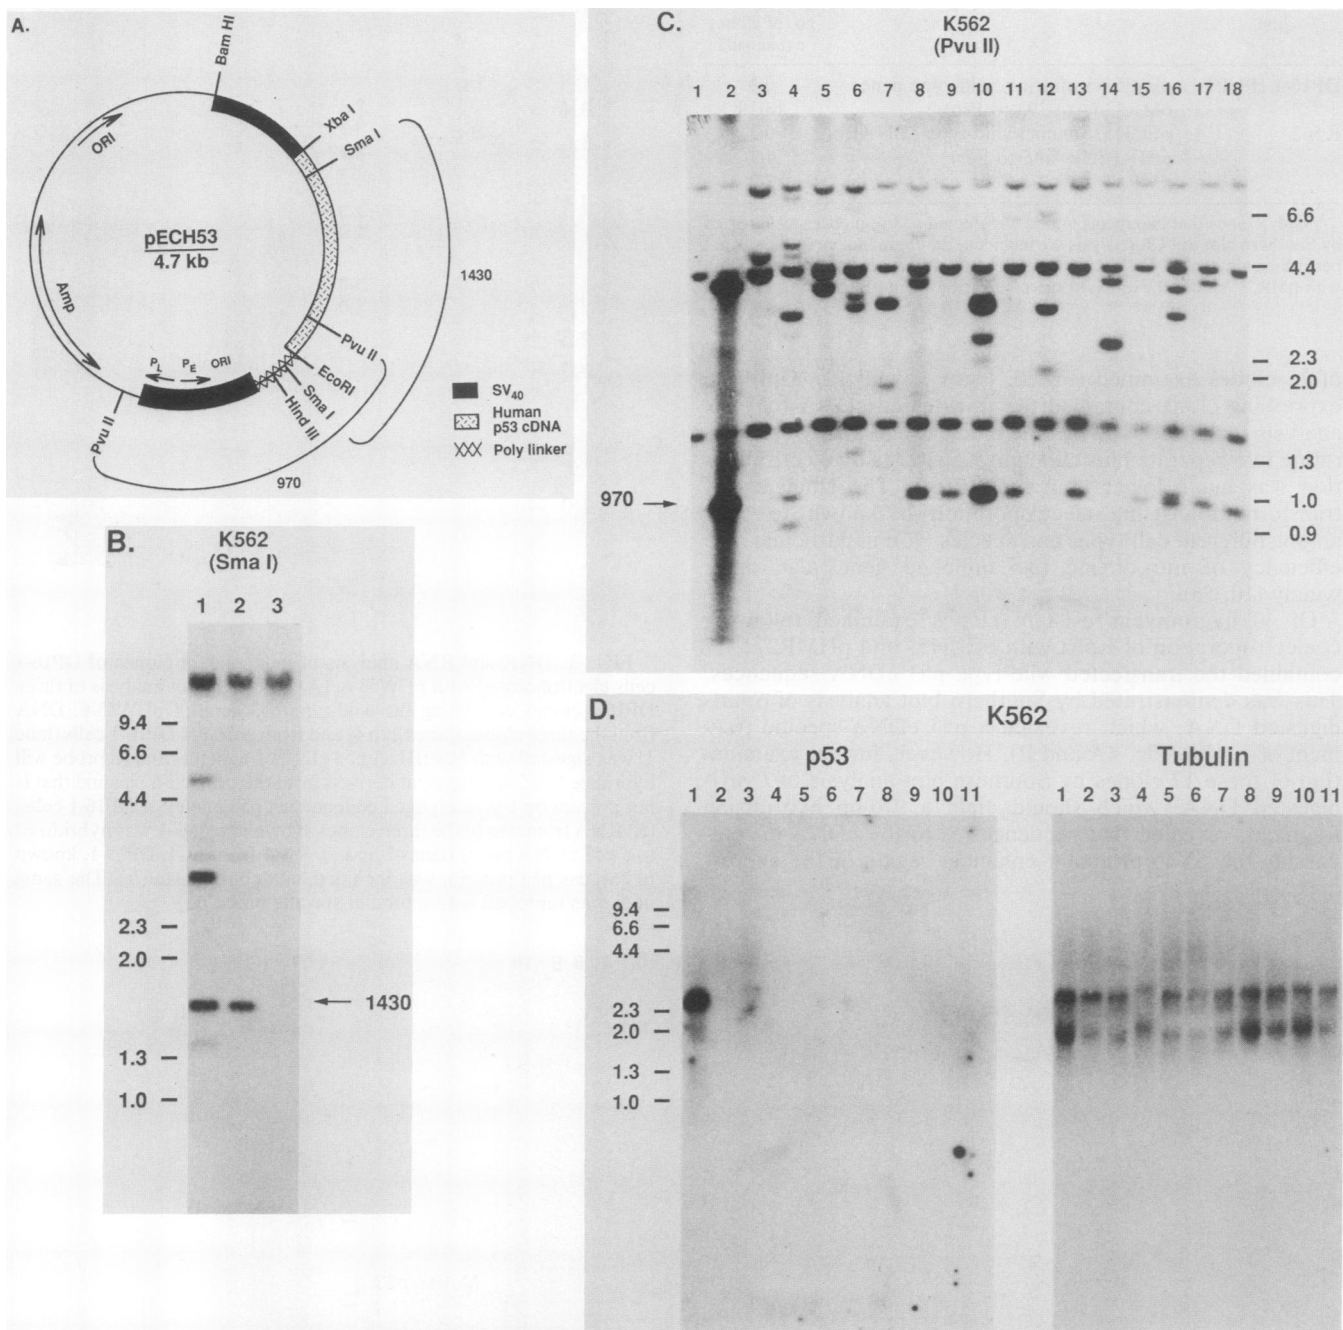 A.
Bam HI
Xba I
Sma I
ORI
pECH53
4.7 kb
1430
Amp
Pvu II
EcoRI
Sma I
Hind III
PL
PE
ORI
Pvu II
970
SV40
Human
p53 cDNA
Poly linker
B.
K562
(Sma I)
1 2 3
9.4
6.6
4.4
2.3
2.0
1430
1.3
1.0
C.
K562
(Pvu II)
1 2 3 4 5 6 7 8 9 10 11 12 13 14 15 16 17 18
6.6
4.4
2.3
2.0
1.3
970
1.0
0.9
D.
K562
p53
Tubulin
1 2 3 4 5 6 7 8 9 10 11
1 2 3 4 5 6 7 8 9 10 11
9.4
6.6
4.4
2.3
2.0
1.3
1.0